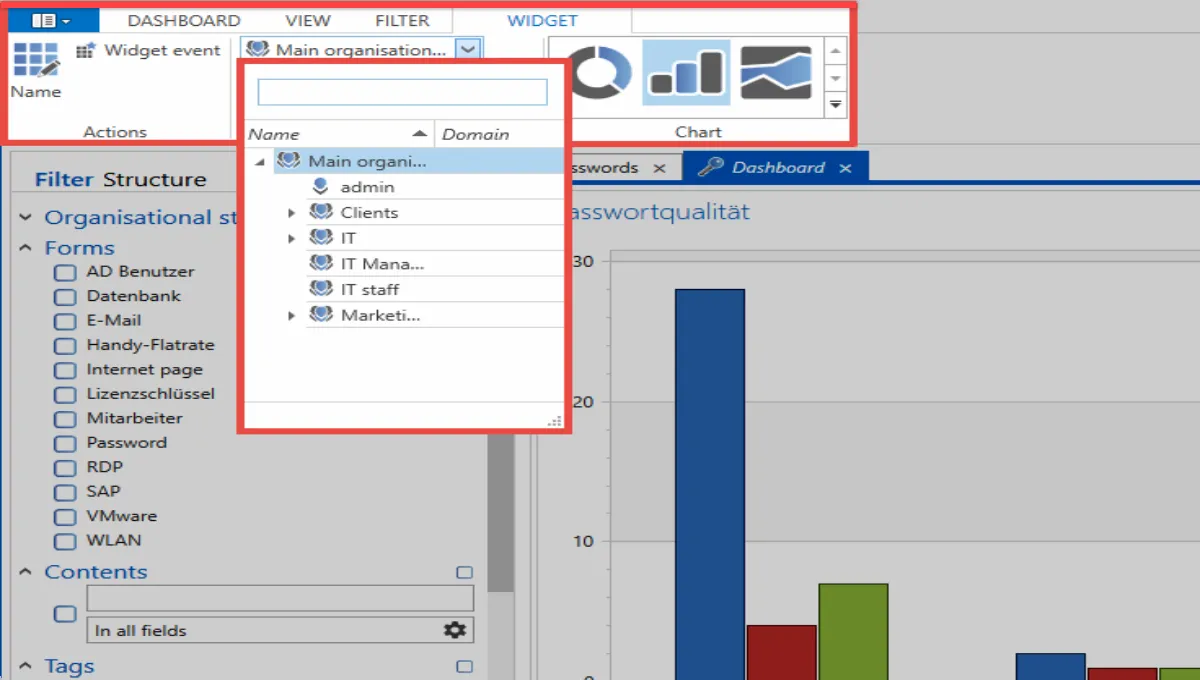 DASHBOARD VIEW FILTER WIDGET
Widget event
Main organisation...
Name
Actions
Chart
Name Domain
Main organi...
admin
Clients
IT
IT Mana...
IT staff
Marketi...
Filter Structure
Organisational st
Forms
AD Benutzer
Datenbank
E-Mail
Handy-Flatrate
Internet page
Lizenzschlüssel
Mitarbeiter
Password
RDP
SAP
VMware
WLAN
Contents
In all fields
Tags
sswords Dashboard
asswortqualität
30
20
10
0